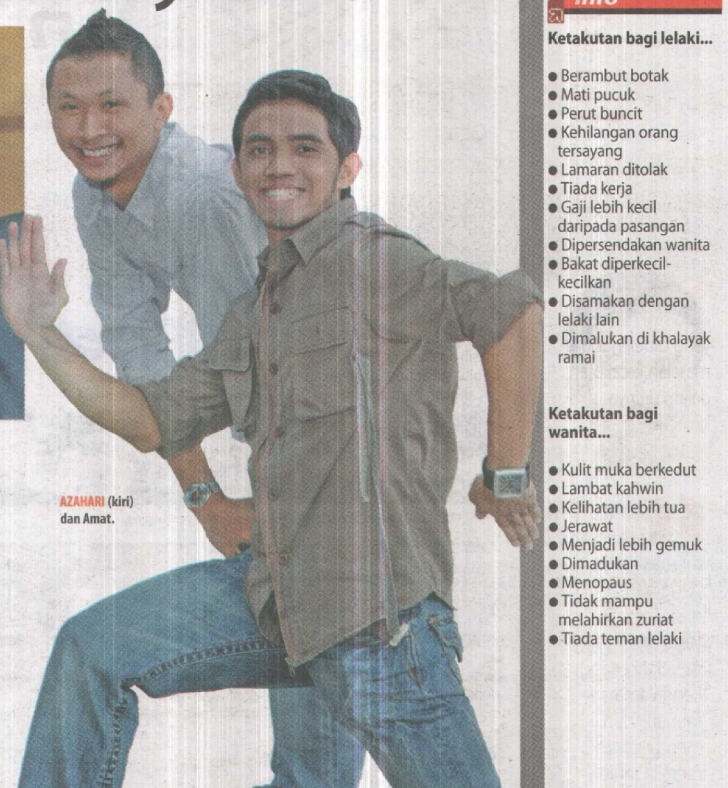 info
Ketakutan bagi lelaki...
● Berambut botak
● Mati pucuk
● Perut buncit
● Kehilangan orang
tersayang
● Lamaran ditolak
● Tiada kerja
● Gaji lebih kecil
daripada pasangan
● Dipersendakan wanita
● Bakat diperkecil-
kecilkan
● Disamakan dengan
lelaki lain
● Dimalukan di khalayak
ramai
Ketakutan bagi
wanita...
● Kulit muka berkedut
● Lambat kahwin
● Kelihatan lebih tua
● Jerawat
● Menjadi lebih gemuk
● Dimadukan
● Menopaus
● Tidak mampu
melahirkan zuriat
● Tiada teman lelaki
AZAHARI (kiri)
dan Amat.